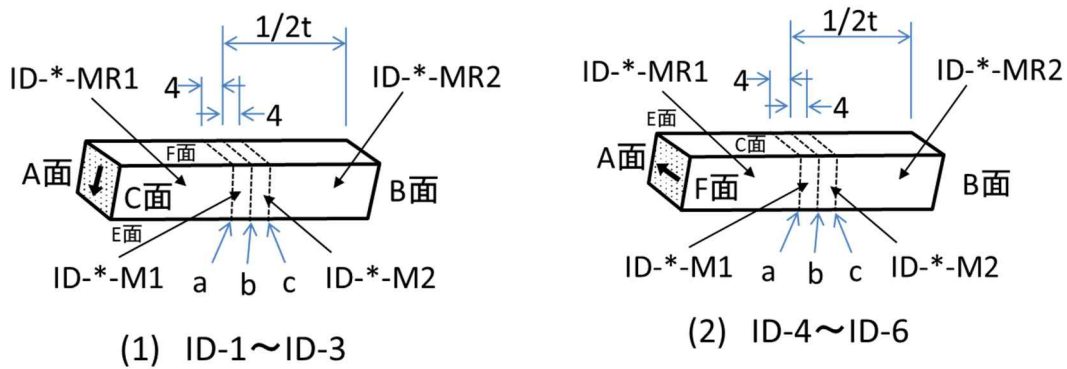 1/2t
ID-*-MR1
4
4
ID-*-MR2
A面
F面
C面
B面
E面
ID-*-M1
a
b
c
ID-*-M2
(1) ID-1～ID-3
1/2t
ID-*-MR1
4
4
ID-*-MR2
E面
A面
C面
F面
B面
ID-*-M1
a
b
c
ID-*-M2
(2) ID-4～ID-6